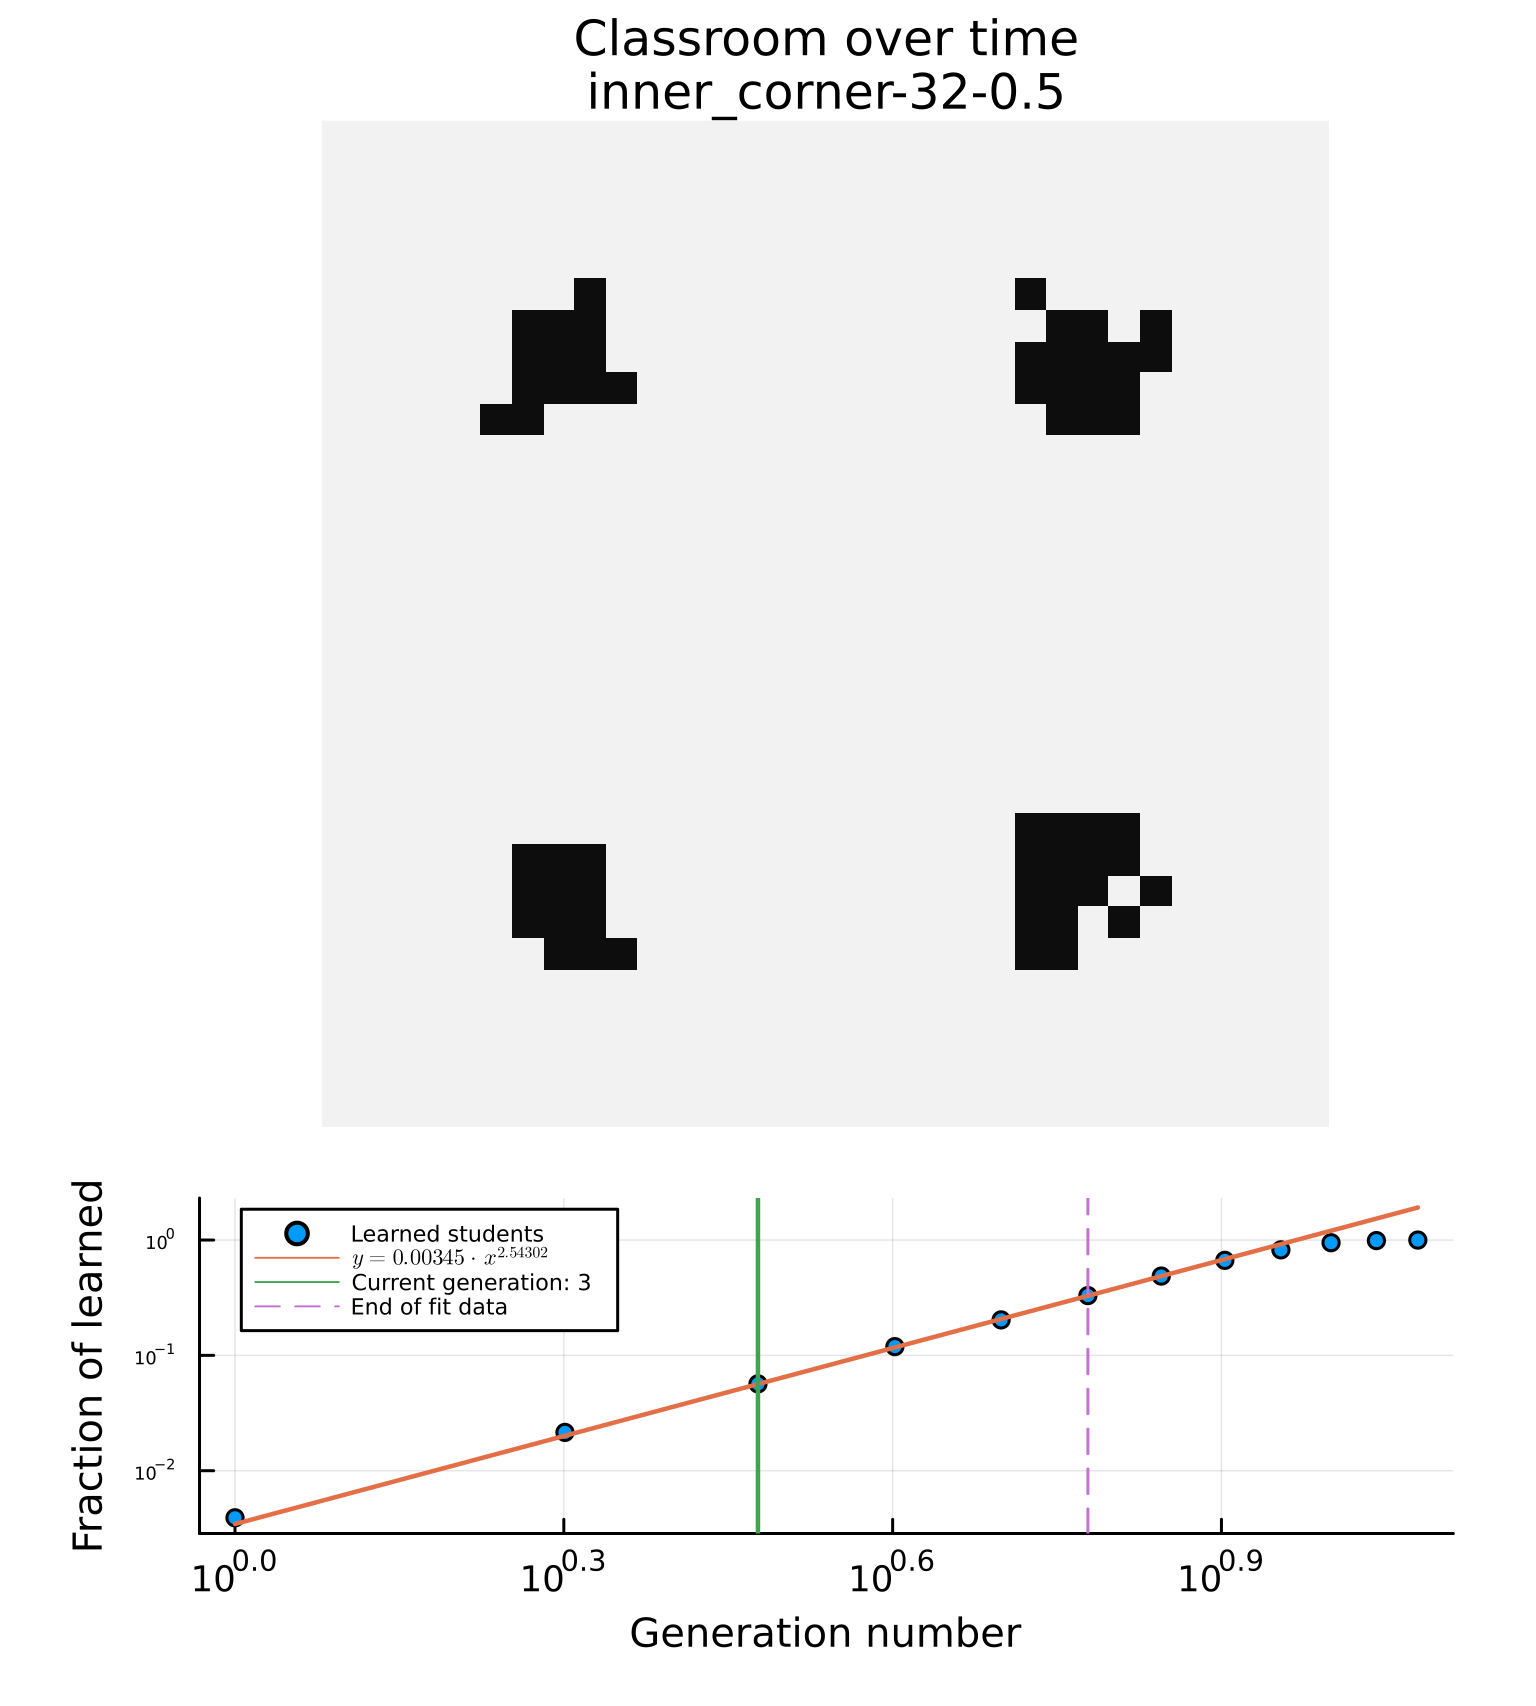 Classroom over time
inner_corner-32-0.5
Fraction of learned
10⁰
10⁻¹
10⁻²
Learned students
y = 0.00345 · x^2.54302
Current generation: 3
End of fit data
10^0.0 10^0.3 10^0.6 10^0.9
Generation number